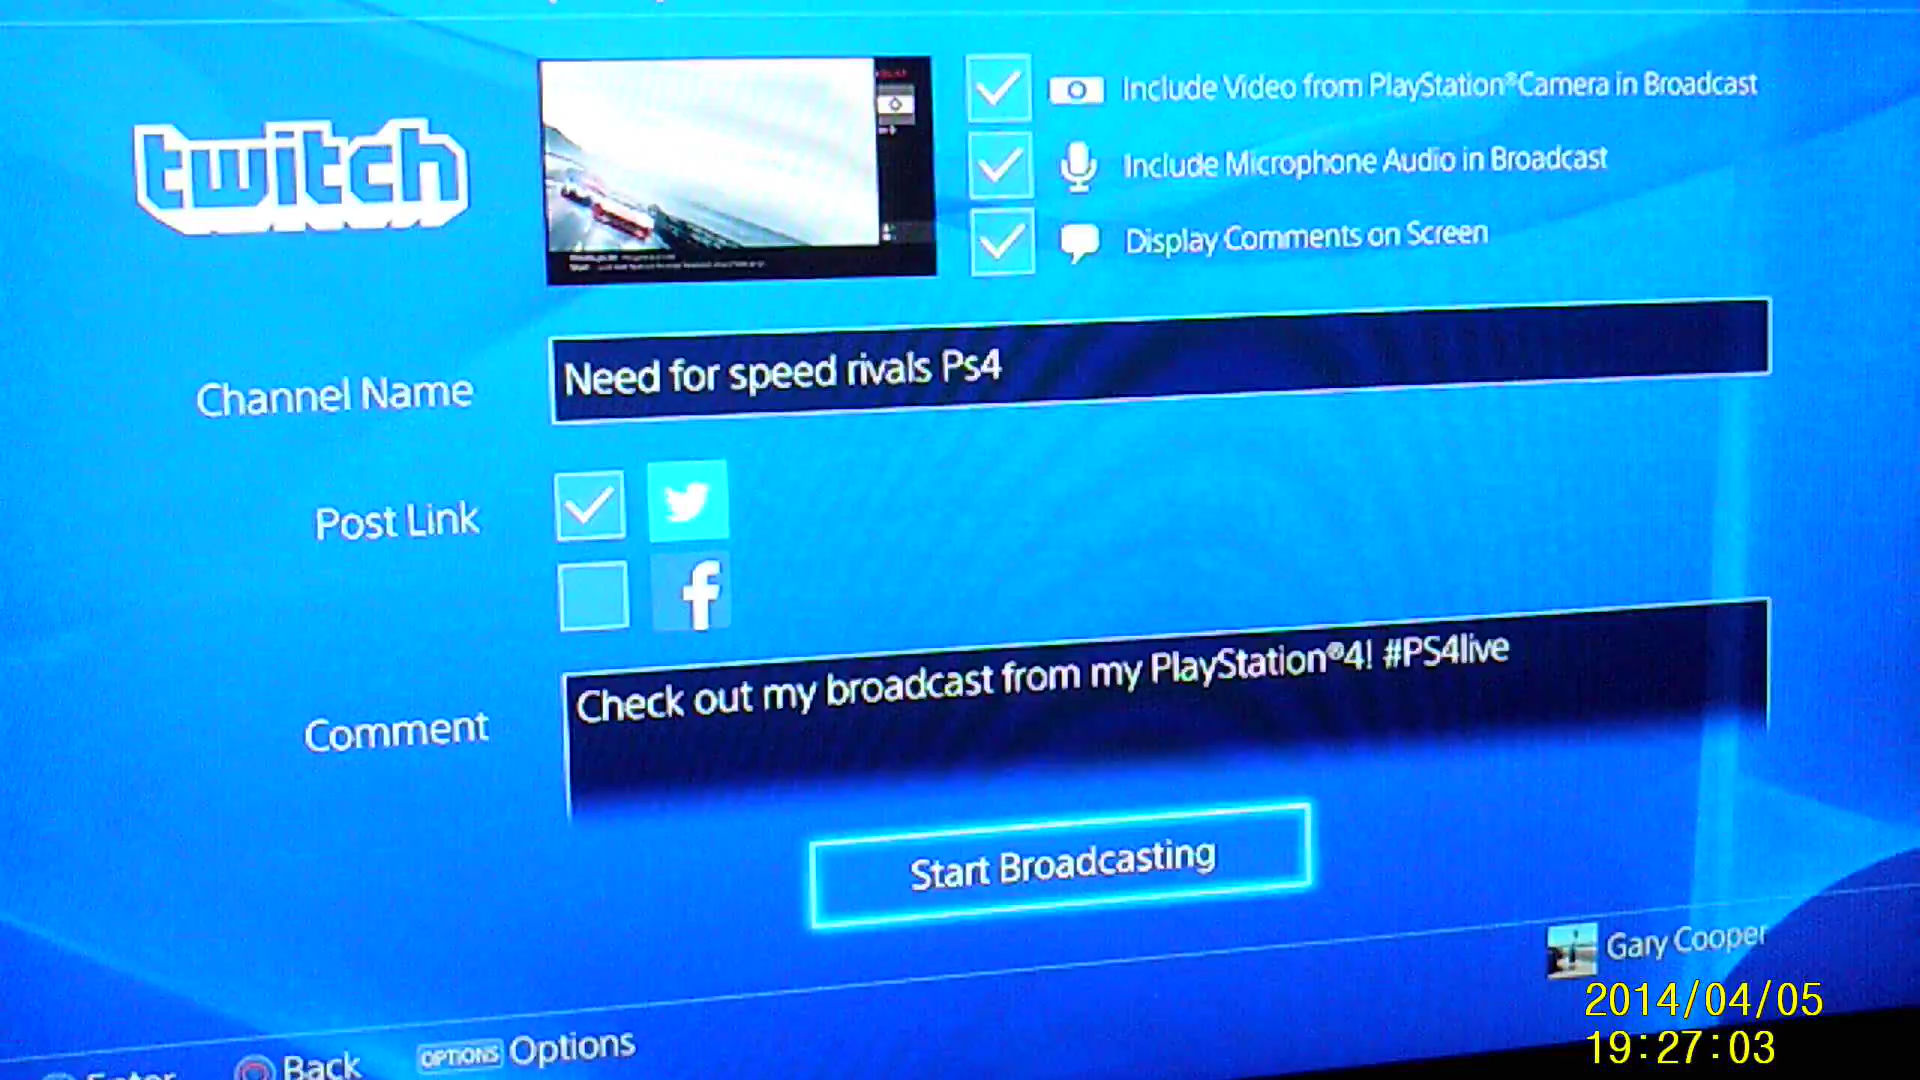 twitch
Include Video from PlayStation®Camera in Broadcast
Include Microphone Audio in Broadcast
Display Comments on Screen
Channel Name
Need for speed rivals Ps4
Post Link
f
Comment
Check out my broadcast from my PlayStation®4! #PS4live
Start Broadcasting
Gary Cooper
2014/04/05
19:27:03
Enter
Back
OPTIONS Options